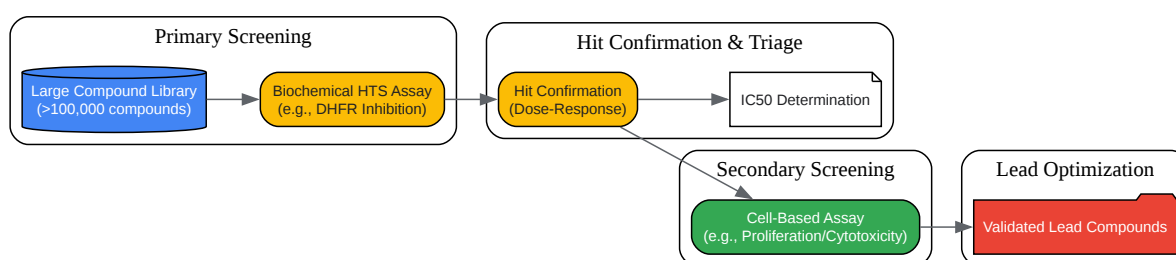 Primary Screening
Large Compound Library
(>100,000 compounds)
Biochemical HTS Assay
(e.g., DHFR Inhibition)
Hit Confirmation & Triage
Hit Confirmation
(Dose-Response)
IC50 Determination
Secondary Screening
Cell-Based Assay
(e.g., Proliferation/Cytotoxicity)
Lead Optimization
Validated Lead Compounds